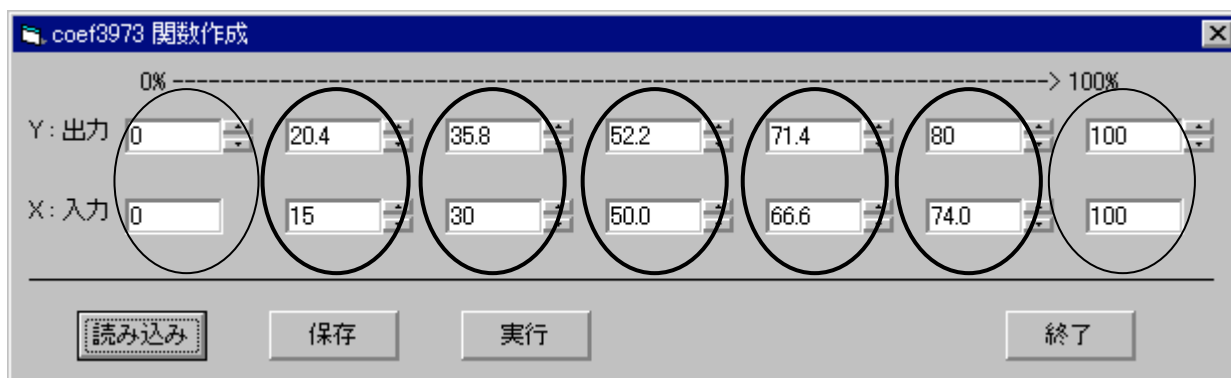 coef3973 関数作成
0% ------------------------------------------------------------------------> 100%
Y : 出力 0 20.4 35.8 52.2 71.4 80 100
X : 入力 0 15 30 50.0 66.6 74.0 100
読み込み 保存 実行 終了